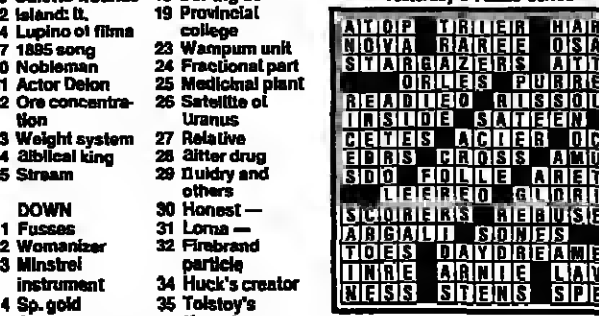 2 Island: It.
4 Lupino of films
7 1885 song
0 Nobleman
1 Actor Delon
2 Ore concentra-
tion
3 Weight system
4 Biblical king
5 Stream
DOWN
1 Fusses
2 Womanizer
3 Minstrel
instrument
4 Sp. gold
19 Provincial
college
23 Wampum unit
24 Fractional part
25 Medicinal plant
26 Satellite of
Uranus
27 Relative
28 Bitter drug
29 Buldry and
others
30 Honest —
31 Loma —
32 Firebrand
particle
34 Huck's creator
35 Tolstoy's
ATOP TRIER HAR
NOVA RAREE OSA
STARGAZERS ATT
ORLES PURRE
READIED RISSOL
INSIDE SATEEN
CETES ACIER OC
EBRS CROSS AMU
SDO FOLLE ARET
LEERED GLORI
SCORERS REBUSE
ARGALI SONES
TOES DAYDREAME
INRE ARNIE LAV
NESS STENS SPE